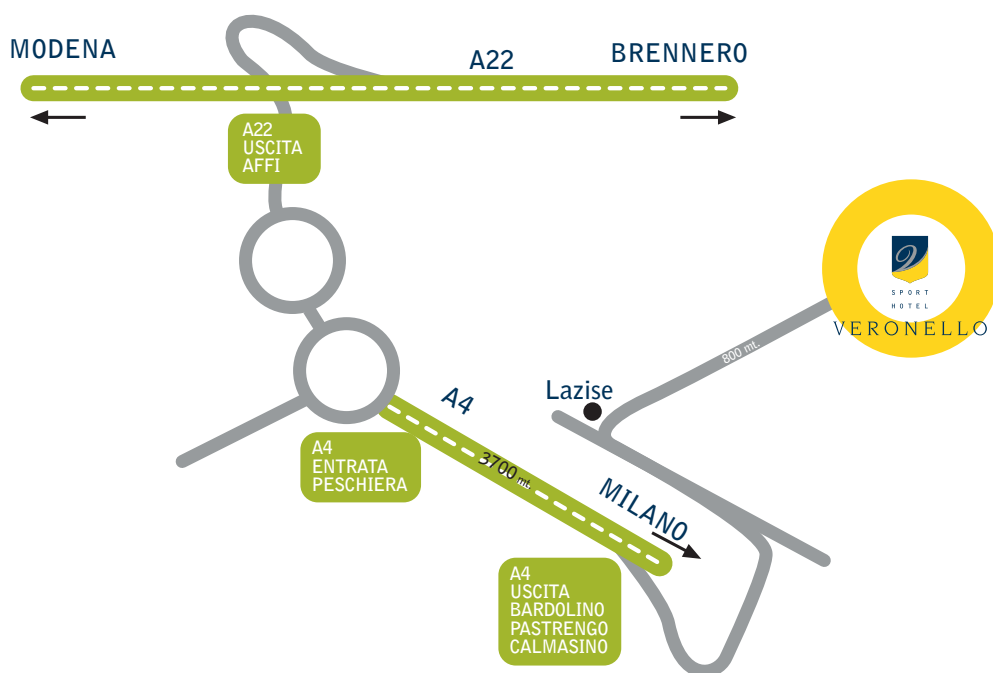 MODENA
A22
BRENNERO
A22
USCITA
AFFI
SPORT
HOTEL
VERONELLO
800 mt.
Lazise
A4
A4
ENTRATA
PESCHIERA
3700 mt.
MILANO
A4
USCITA
BARDOLINO
PASTRENGO
CALMASINO